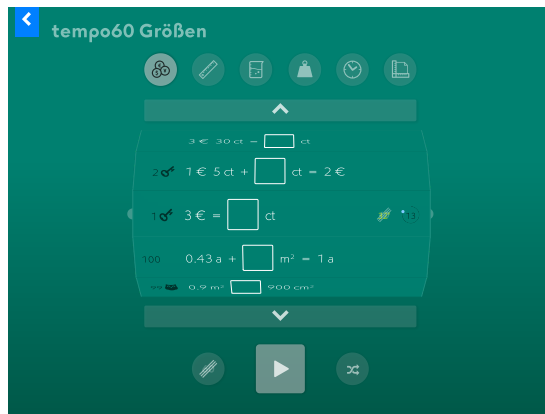 tempo60 Größen
3 € 30 ct = ct
2 1 € 5 ct + ct = 2 €
1 3 € = ct 13
100 0.43 a + m² = 1 a
99 0.9 m² 900 cm²